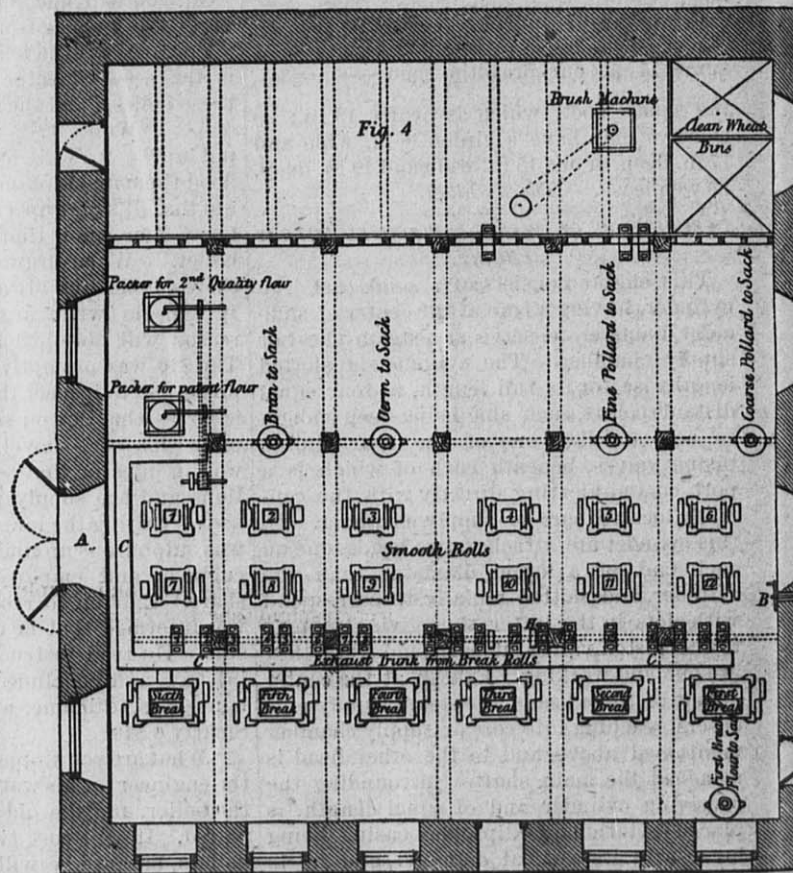 Fig. 4
Brush Machine
Clean Wheat
Bins
Packer for 2nd Quality flour
Packer for patent flour
Bran to Sack
Germ to Sack
Fine Pollard to Sack
Coarse Pollard to Sack
A
C
1
2
3
4
5
6
Smooth Rolls
7
8
9
10
11
12
B
C
Exhaust Trunk from Break Rolls
C
Sixth
Break
Fifth
Break
Fourth
Break
Third
Break
Second
Break
First
Break
First Break
Flour to Sack